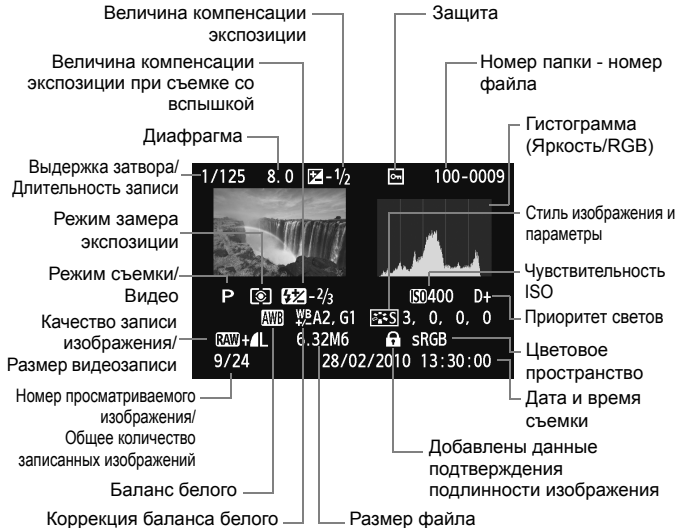 Величина компенсации
экспозиции
Защита
Величина компенсации
экспозиции при съемке со
вспышкой
Номер папки - номер
файла
Диафрагма
Гистограмма
(Яркость/RGB)
Выдержка затвора/
Длительность записи
1/125 8.0 -1/2 100-0009
Режим замера
экспозиции
Стиль изображения и
параметры
Режим съемки/
Видео
Чувствительность
ISO
P -2/3 ISO400 D+
Приоритет светов
Качество записи
изображения/
Размер видеозаписи
AWB WB A2, G1 S 3, 0, 0, 0
RAW+L 6.32M6 sRGB
9/24 28/02/2010 13:30:00
Цветовое
пространство
Номер просматриваемого
изображения/
Общее количество
записанных изображений
Дата и время
съемки
Добавлены данные
подтверждения
подлинности изображения
Баланс белого
Коррекция баланса белого
Размер файла